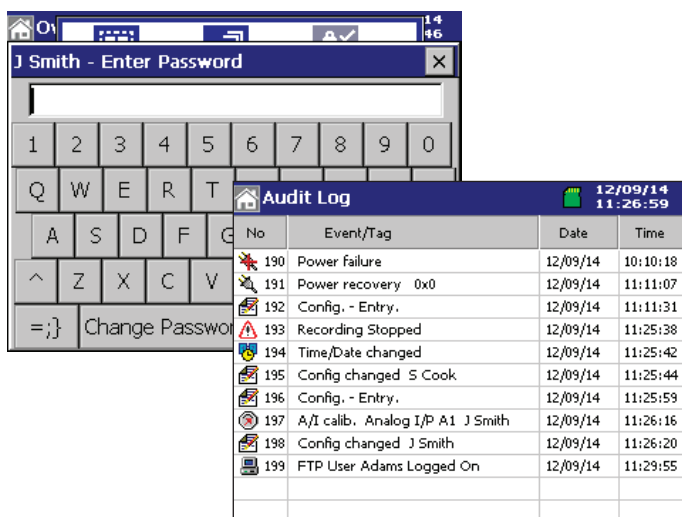 Ov
14
46
J Smith - Enter Password
1 2 3 4 5 6 7 8 9 0
Q W E R T
A S D F G
^ Z X C V
=;} Change Passwor
Audit Log 12/09/14
11:26:59
No Event/Tag Date Time
190 Power failure 12/09/14 10:10:18
191 Power recovery 0x0 12/09/14 11:11:07
192 Config. - Entry. 12/09/14 11:11:31
193 Recording Stopped 12/09/14 11:25:38
194 Time/Date changed 12/09/14 11:25:42
195 Config changed S Cook 12/09/14 11:25:44
196 Config. - Entry. 12/09/14 11:25:59
197 A/I calib. Analog I/P A1 J Smith 12/09/14 11:26:16
198 Config changed J Smith 12/09/14 11:26:20
199 FTP User Adams Logged On 12/09/14 11:29:55